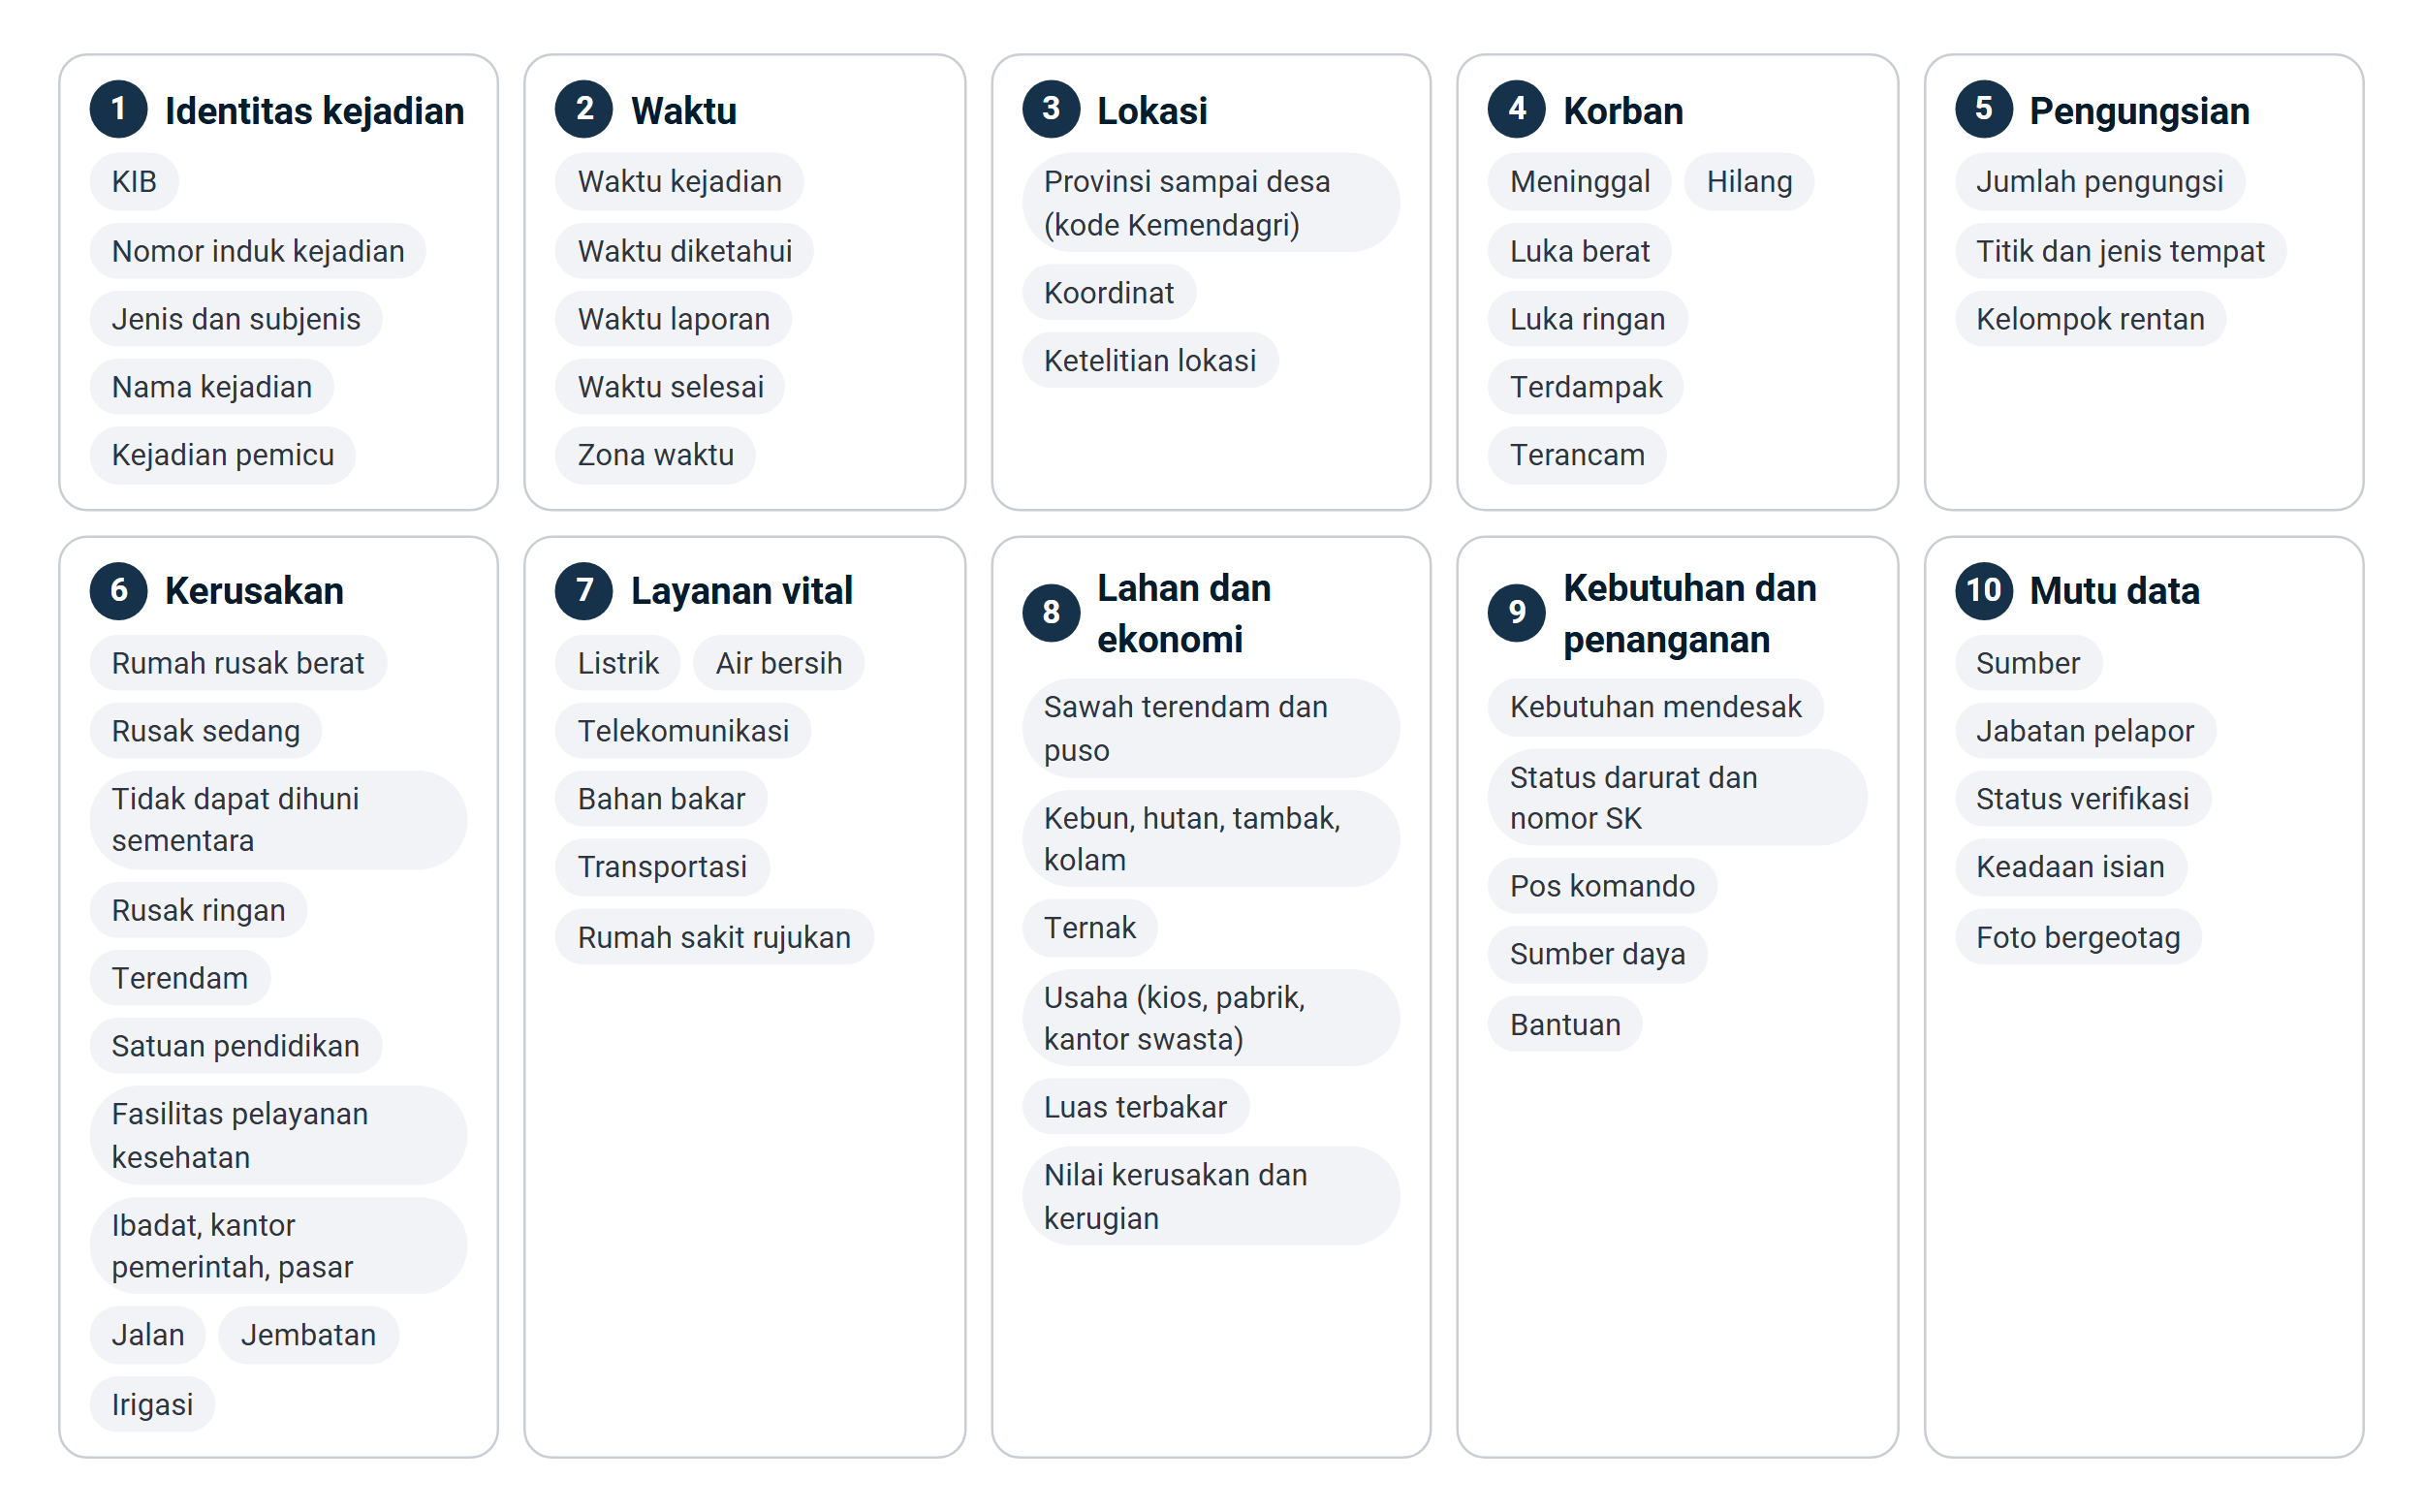 1 Identitas kejadian
KIB
Nomor induk kejadian
Jenis dan subjenis
Nama kejadian
Kejadian pemicu
2 Waktu
Waktu kejadian
Waktu diketahui
Waktu laporan
Waktu selesai
Zona waktu
3 Lokasi
Provinsi sampai desa
(kode Kemendagri)
Koordinat
Ketelitian lokasi
4 Korban
Meninggal Hilang
Luka berat
Luka ringan
Terdampak
Terancam
5 Pengungsian
Jumlah pengungsi
Titik dan jenis tempat
Kelompok rentan
6 Kerusakan
Rumah rusak berat
Rusak sedang
Tidak dapat dihuni
sementara
Rusak ringan
Terendam
Satuan pendidikan
Fasilitas pelayanan
kesehatan
Ibadat, kantor
pemerintah, pasar
Jalan Jembatan
Irigasi
7 Layanan vital
Listrik Air bersih
Telekomunikasi
Bahan bakar
Transportasi
Rumah sakit rujukan
8 Lahan dan
ekonomi
Sawah terendam dan
puso
Kebun, hutan, tambak,
kolam
Ternak
Usaha (kios, pabrik,
kantor swasta)
Luas terbakar
Nilai kerusakan dan
kerugian
9 Kebutuhan dan
penanganan
Kebutuhan mendesak
Status darurat dan
nomor SK
Pos komando
Sumber daya
Bantuan
10 Mutu data
Sumber
Jabatan pelapor
Status verifikasi
Keadaan isian
Foto bergeotag